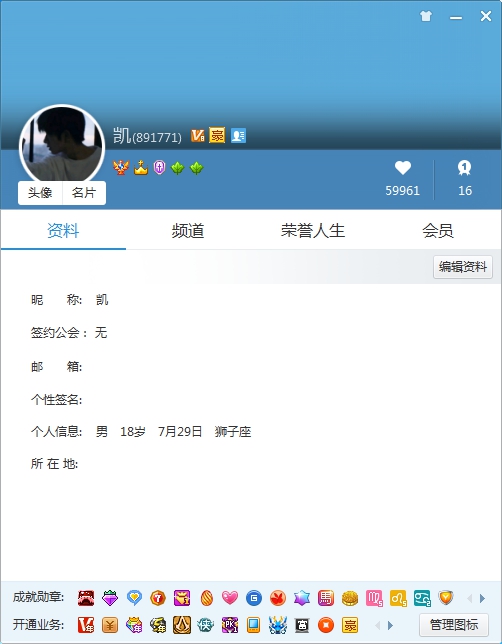 凯(891771)
豪
头像 名片
59961 16
资料 频道 荣誉人生 会员
编辑资料
昵 称: 凯
签约公会: 无
邮 箱:
个性签名:
个人信息: 男 18岁 7月29日 狮子座
所 在 地:
成就勋章:
开通业务:
管理图标